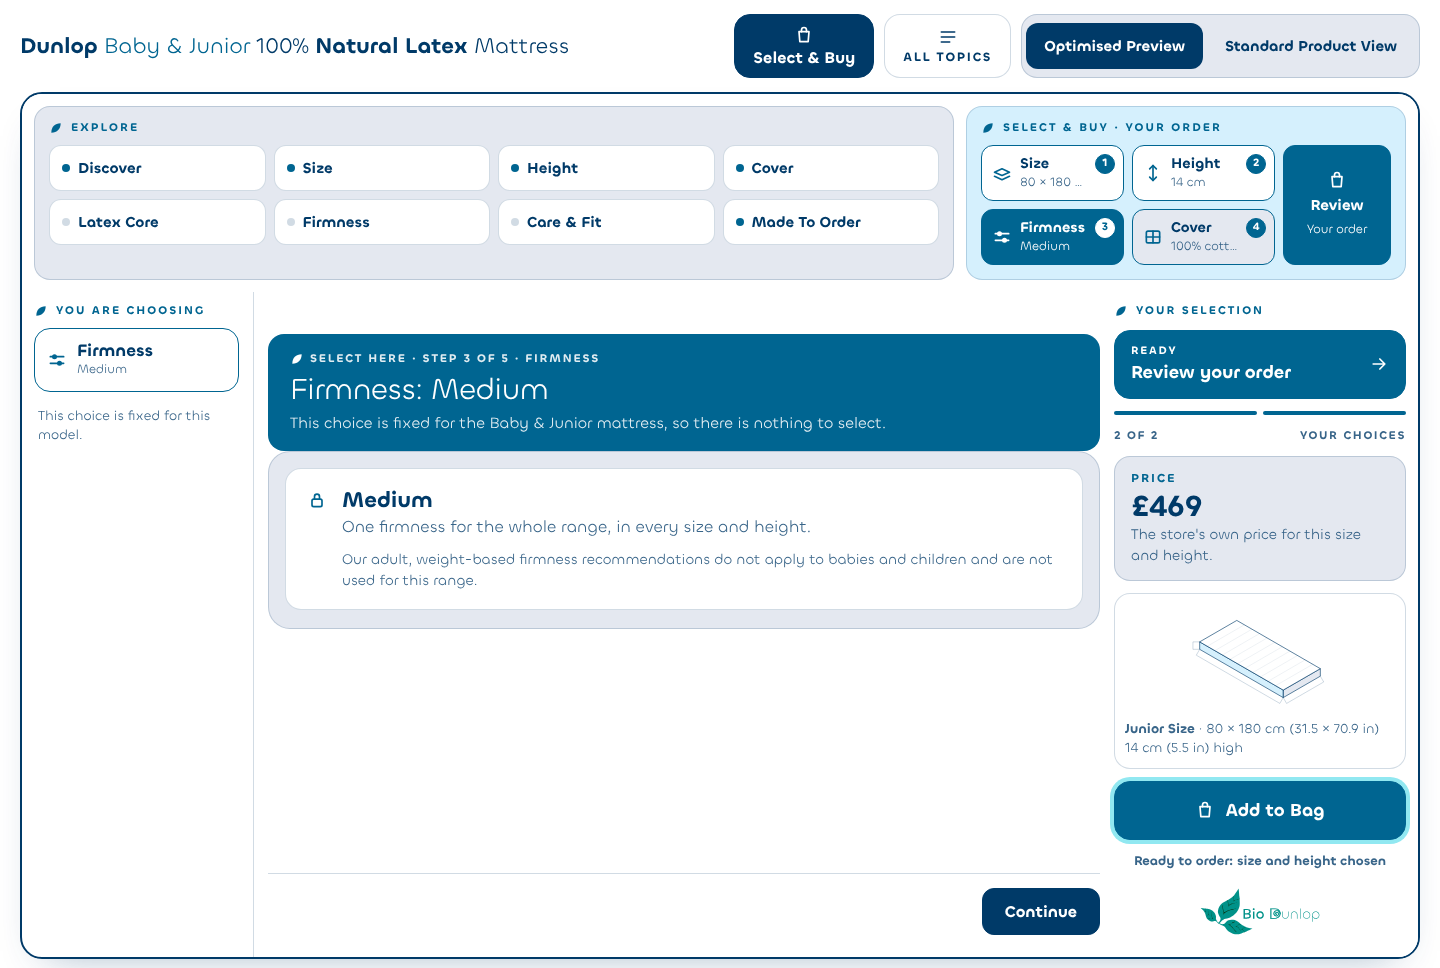 Dunlop Baby & Junior 100% Natural Latex Mattress
Select & Buy
ALL TOPICS
Optimised Preview
Standard Product View
EXPLORE
Discover
Size
Height
Cover
Latex Core
Firmness
Care & Fit
Made To Order
SELECT & BUY · YOUR ORDER
Size 1
80 × 180 ...
Height 2
14 cm
Firmness 3
Medium
Cover 4
100% cott...
Review
Your order
YOU ARE CHOOSING
Firmness
Medium
This choice is fixed for this
model.
SELECT HERE · STEP 3 OF 5 · FIRMNESS
Firmness: Medium
This choice is fixed for the Baby & Junior mattress, so there is nothing to select.
Medium
One firmness for the whole range, in every size and height.
Our adult, weight-based firmness recommendations do not apply to babies and children and are not
used for this range.
Continue
YOUR SELECTION
READY
Review your order
2 OF 2
YOUR CHOICES
PRICE
£469
The store's own price for this size
and height.
Junior Size · 80 × 180 cm (31.5 × 70.9 in)
14 cm (5.5 in) high
Add to Bag
Ready to order: size and height chosen
Bio Dunlop